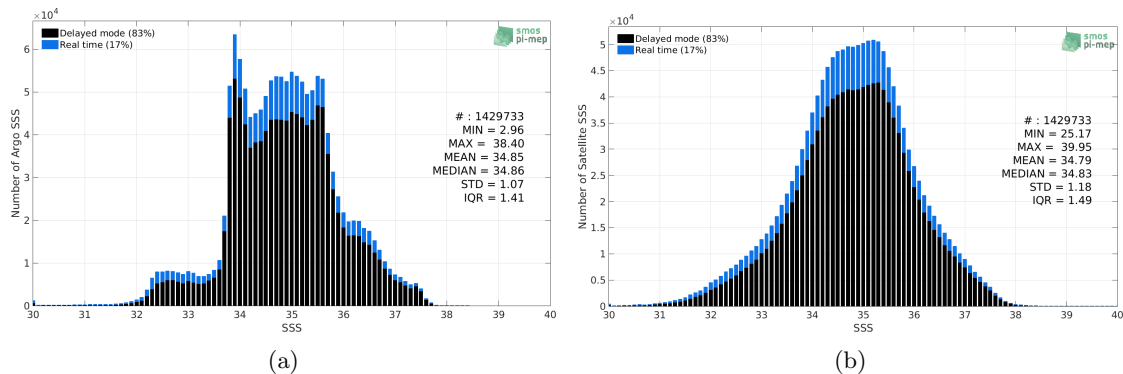 ×10^4
Delayed mode (83%)
Real time (17%)
smos
pi-mep
# : 1429733
MIN = 2.96
MAX = 38.40
MEAN = 34.85
MEDIAN = 34.86
STD = 1.07
IQR = 1.41
Number of Argo SSS
6
5
4
3
2
1
0
30 31 32 33 34 35 36 37 38 39 40
SSS
(a)
×10^4
Delayed mode (83%)
Real time (17%)
smos
pi-mep
# : 1429733
MIN = 25.17
MAX = 39.95
MEAN = 34.79
MEDIAN = 34.83
STD = 1.18
IQR = 1.49
Number of Satellite SSS
5
4.5
4
3.5
3
2.5
2
1.5
1
0.5
0
30 31 32 33 34 35 36 37 38 39 40
SSS
(b)